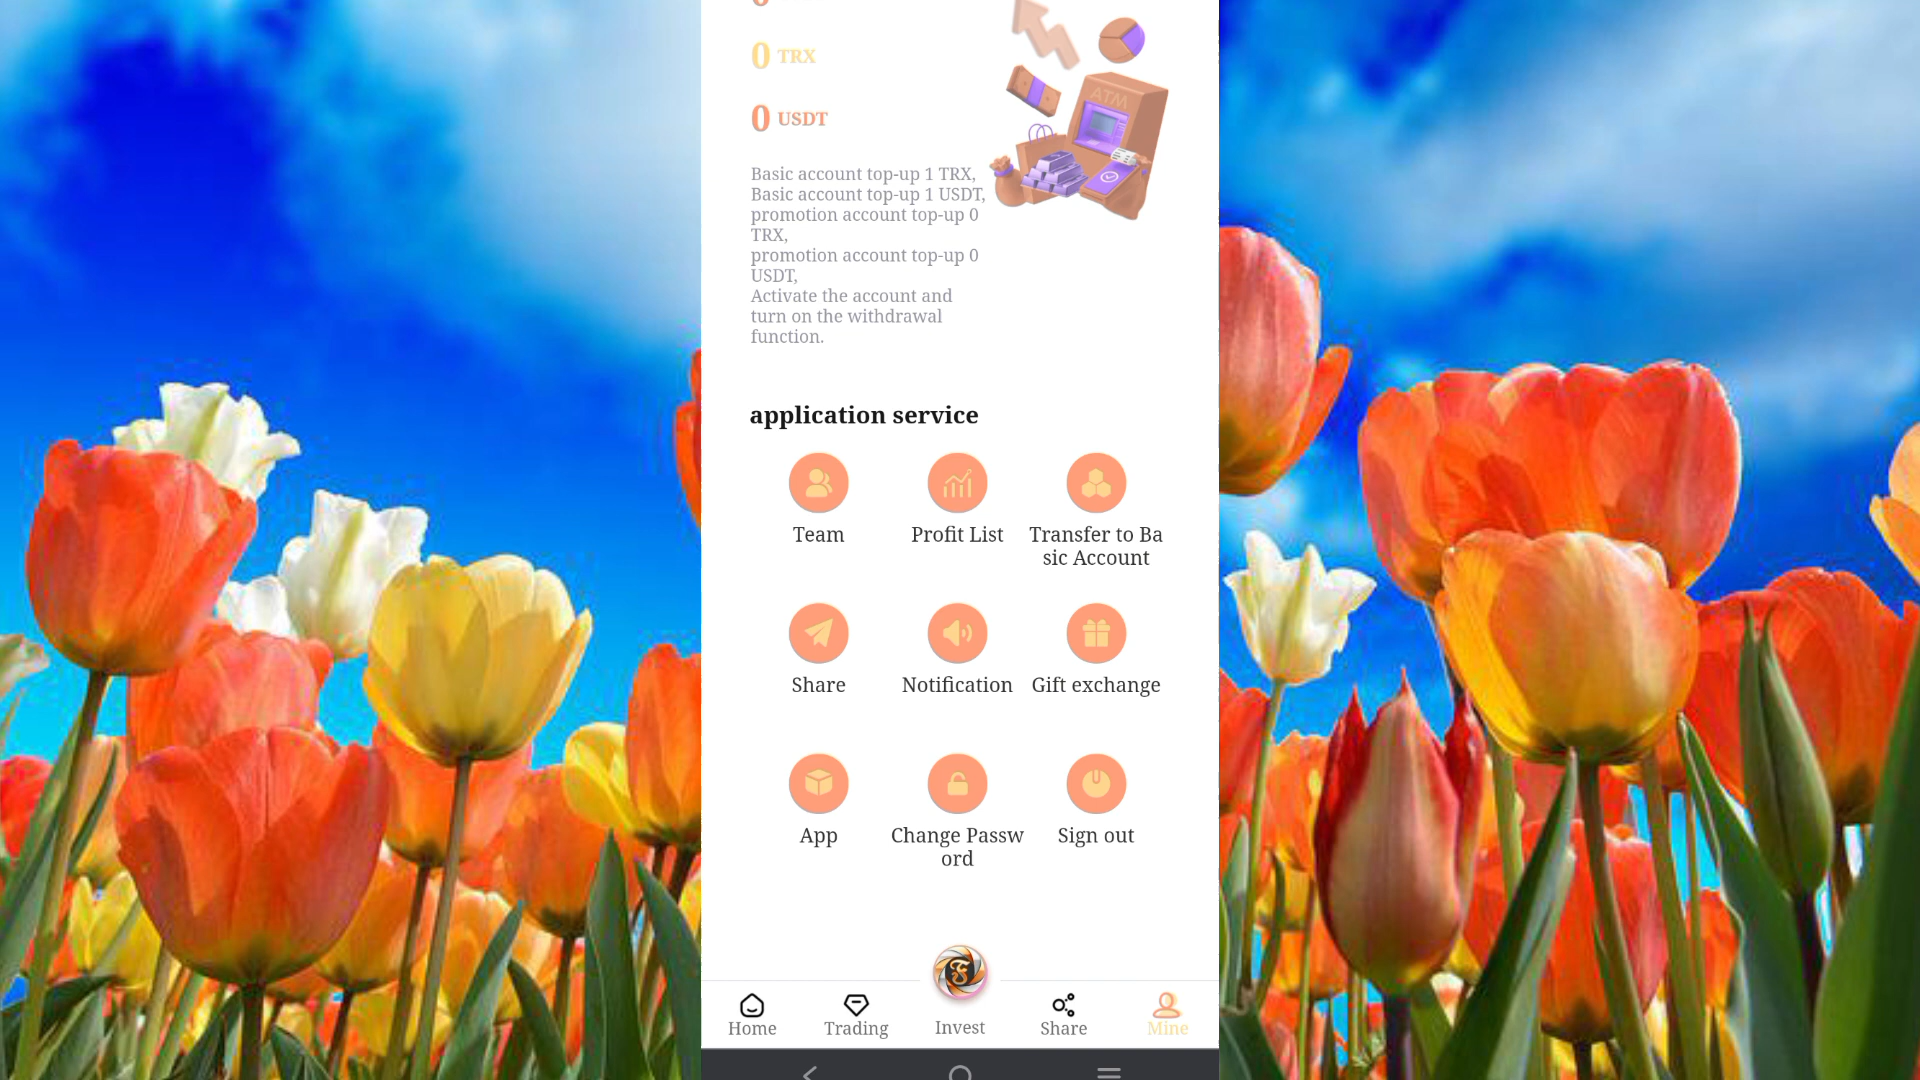 0 TRX
0 USDT
ATM
Basic account top-up 1 TRX,
Basic account top-up 1 USDT,
promotion account top-up 0
TRX,
promotion account top-up 0
USDT,
Activate the account and
turn on the withdrawal
function.
application service
Team
Profit List
Transfer to Ba
sic Account
Share
Notification
Gift exchange
App
Change Passw
ord
Sign out
Home
Trading
Invest
Share
Mine